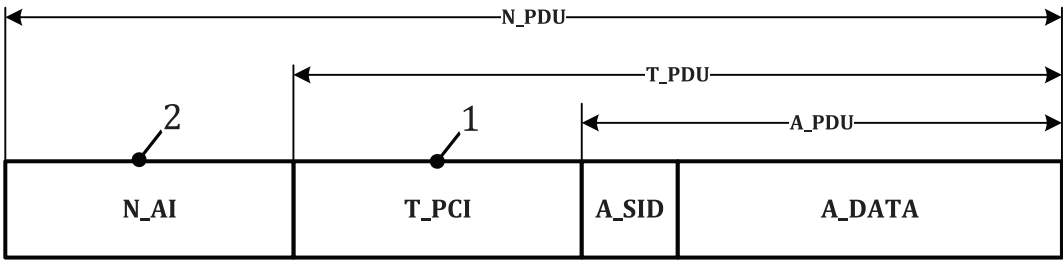 N_PDU
T_PDU
A_PDU
2
1
N_AI
T_PCI
A_SID
A_DATA